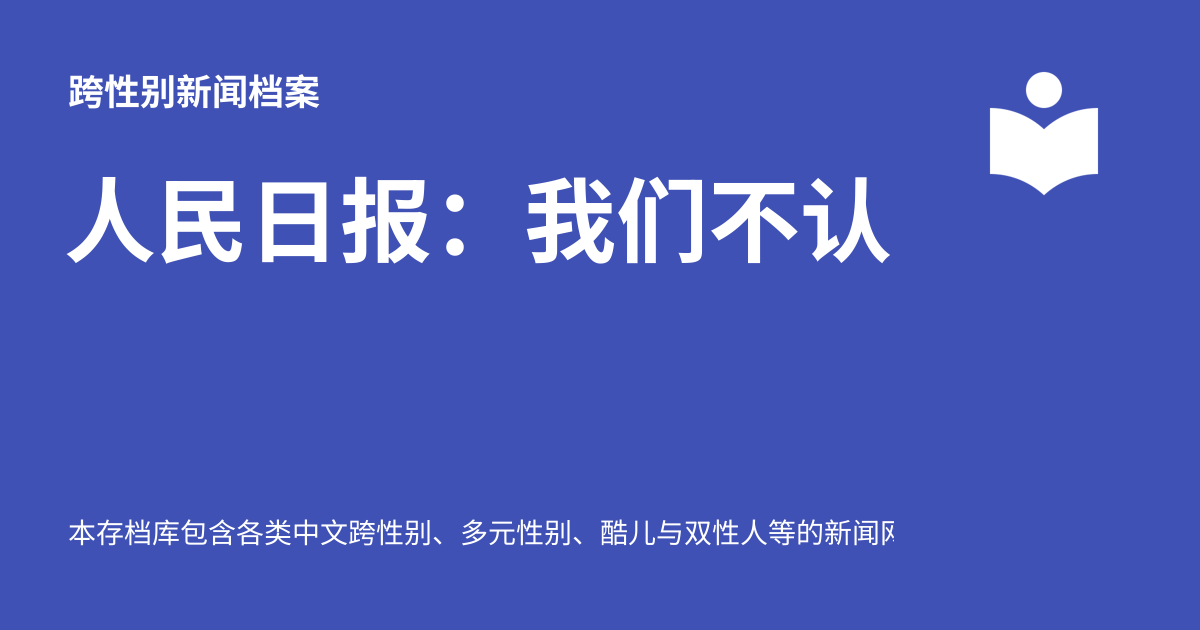 跨性别新闻档案
人民日报：我们不认
本存档库包含各类中文跨性别、多元性别、酷儿与双性人等的新闻